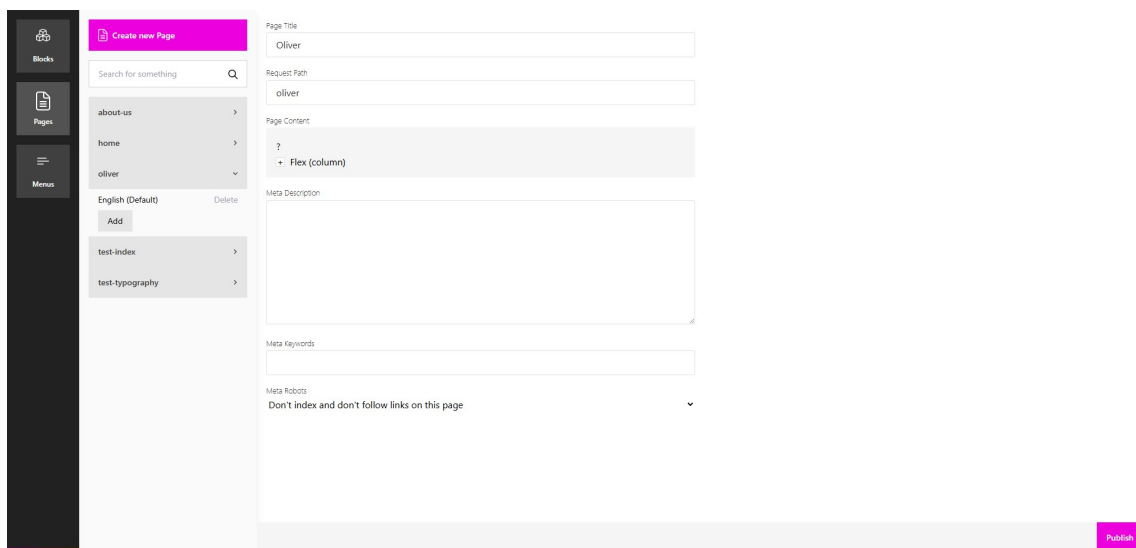 Blocks
Pages
Menus
Create new Page
Search for something
about-us
home
oliver
English (Default) Delete
Add
test-index
test-typography
Page Title
Oliver
Request Path
oliver
Page Content
?
+ Flex (column)
Meta Description
Meta Keywords
Meta Robots
Don't index and don't follow links on this page
Publish